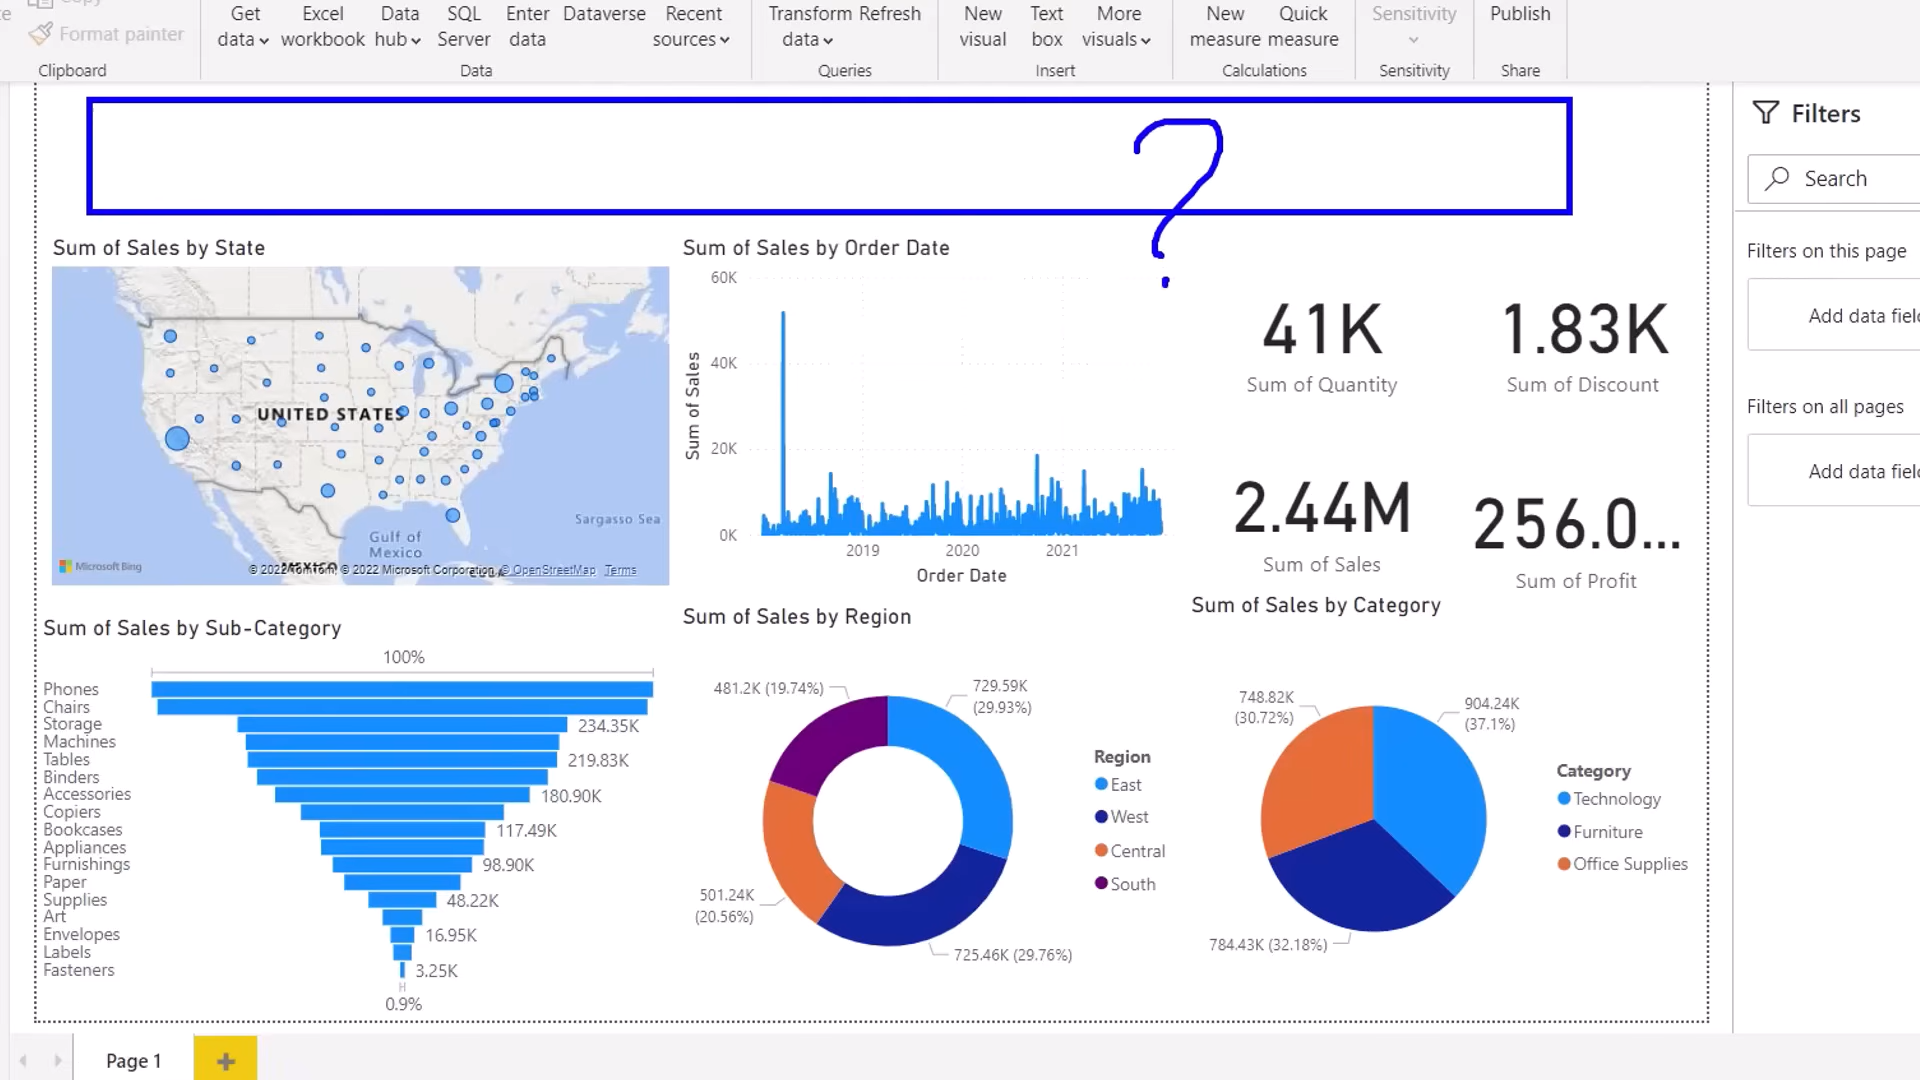 Copy
Format painter
Clipboard
Get data
Excel workbook
Data hub
SQL Server
Enter data
Dataverse
Recent sources
Data
Transform data
Refresh
Queries
New visual
Text box
More visuals
Insert
New measure
Quick measure
Calculations
Sensitivity
Sensitivity
Publish
Share
?
Filters
Search
Filters on this page
Add data fiel
Filters on all pages
Add data fiel
Sum of Sales by State
UNITED STATES
Sargasso Sea
Gulf of
Mexico
MEXICO
CUBA
Microsoft Bing
© 2022 TomTom, © 2022 Microsoft Corporation, © OpenStreetMap Terms
Sum of Sales by Order Date
Sum of Sales
60K
40K
20K
0K
2019 2020 2021
Order Date
41K
Sum of Quantity
1.83K
Sum of Discount
2.44M
Sum of Sales
256.0...
Sum of Profit
Sum of Sales by Sub-Category
100%
Phones
Chairs
Storage 234.35K
Machines
Tables 219.83K
Binders
Accessories 180.90K
Copiers
Bookcases 117.49K
Appliances
Furnishings 98.90K
Paper
Supplies 48.22K
Art
Envelopes 16.95K
Labels
Fasteners 3.25K
0.9%
Sum of Sales by Region
481.2K (19.74%)
729.59K
(29.93%)
501.24K
(20.56%)
725.46K (29.76%)
Region
East
West
Central
South
Sum of Sales by Category
748.82K
(30.72%)
904.24K
(37.1%)
784.43K (32.18%)
Category
Technology
Furniture
Office Supplies
Page 1
+